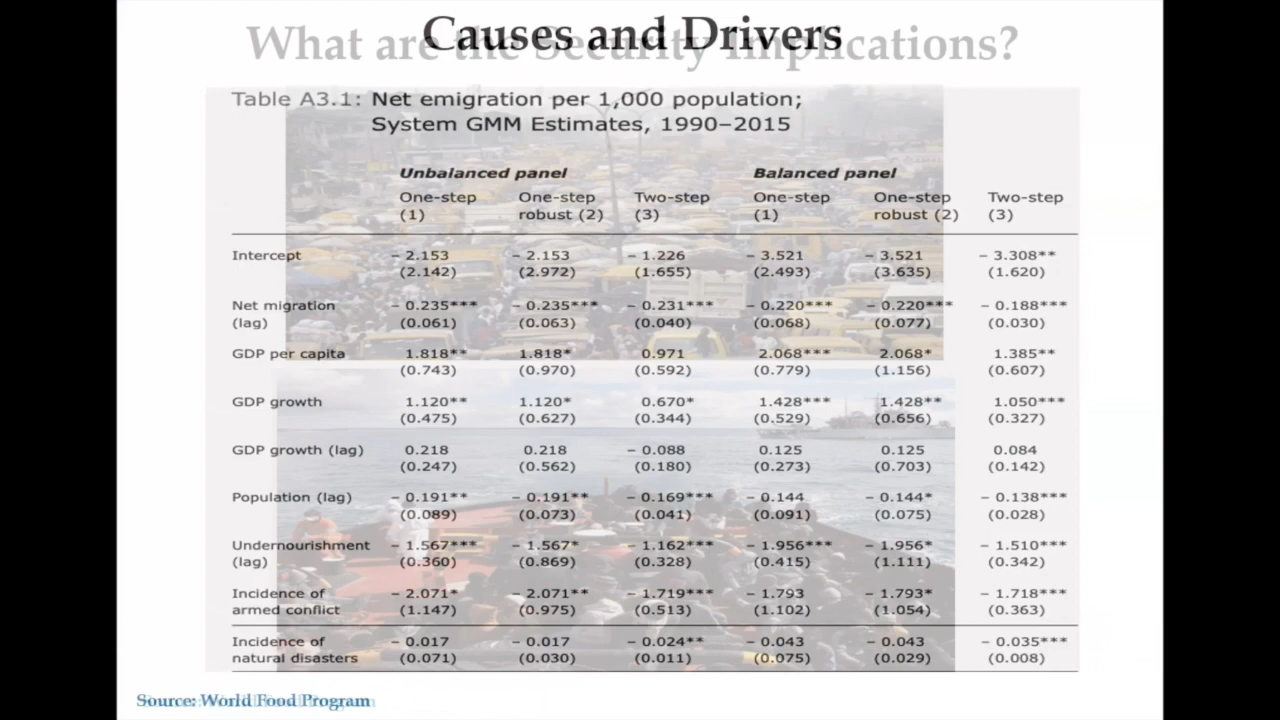 What are the Security Implications?
Causes and Drivers
Table A3.1: Net emigration per 1,000 population;
System GMM Estimates, 1990–2015
Unbalanced panel Balanced panel
One-step One-step Two-step One-step One-step Two-step
(1) robust (2) (3) (1) robust (2) (3)
Intercept – 2.153 – 2.153 – 1.226 – 3.521 – 3.521 – 3.308**
(2.142) (2.972) (1.655) (2.493) (3.635) (1.620)
Net migration – 0.235*** – 0.235*** – 0.231*** – 0.220*** – 0.220*** – 0.188***
(lag) (0.061) (0.063) (0.040) (0.068) (0.077) (0.030)
GDP per capita 1.818** 1.818* 0.971 2.068*** 2.068* 1.385**
(0.743) (0.970) (0.592) (0.779) (1.156) (0.607)
GDP growth 1.120** 1.120* 0.670* 1.428*** 1.428** 1.050***
(0.475) (0.627) (0.344) (0.529) (0.656) (0.327)
GDP growth (lag) 0.218 0.218 – 0.088 0.125 0.125 0.084
(0.247) (0.562) (0.180) (0.273) (0.703) (0.142)
Population (lag) – 0.191** – 0.191** – 0.169*** – 0.144 – 0.144* – 0.138***
(0.089) (0.073) (0.041) (0.091) (0.075) (0.028)
Undernourishment – 1.567*** – 1.567* – 1.162*** – 1.956*** – 1.956* – 1.510***
(lag) (0.360) (0.869) (0.328) (0.415) (1.111) (0.342)
Incidence of – 2.071* – 2.071** – 1.719*** – 1.793 – 1.793* – 1.718***
armed conflict (1.147) (0.975) (0.513) (1.102) (1.054) (0.363)
Incidence of – 0.017 – 0.017 – 0.024** – 0.043 – 0.043 – 0.035***
natural disasters (0.071) (0.030) (0.011) (0.075) (0.029) (0.008)
Source: World Food Program